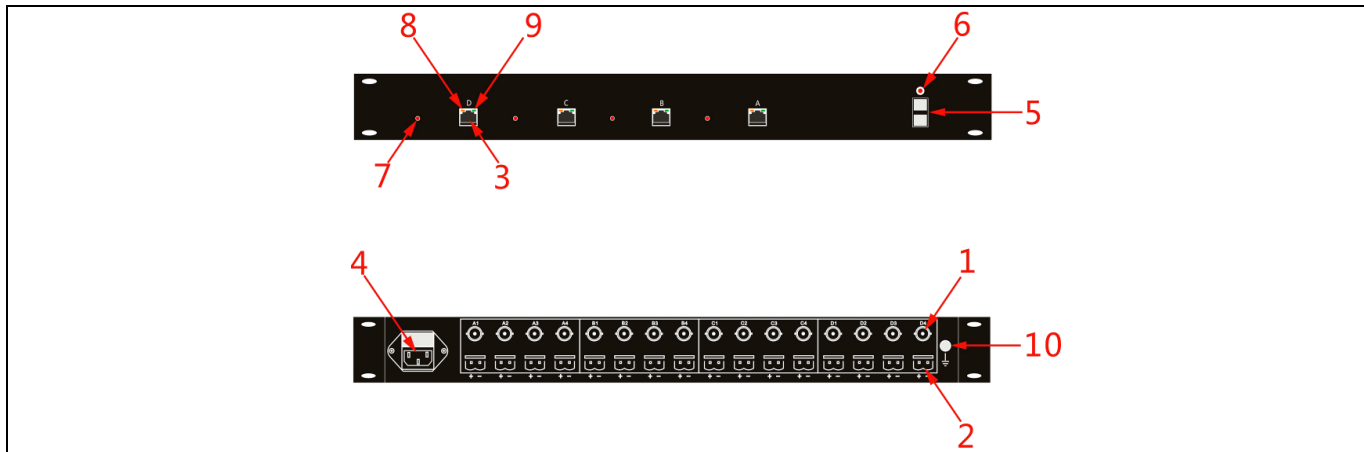 8 9 6
D C B A
5
7 3
4 1
A1 A2 A3 A4 B1 B2 B3 B4 C1 C2 C3 C4 D1 D2 D3 D4
10
+ - + - + - + - + - + - + - + - + - + - + - + - + - + - + - + -
2